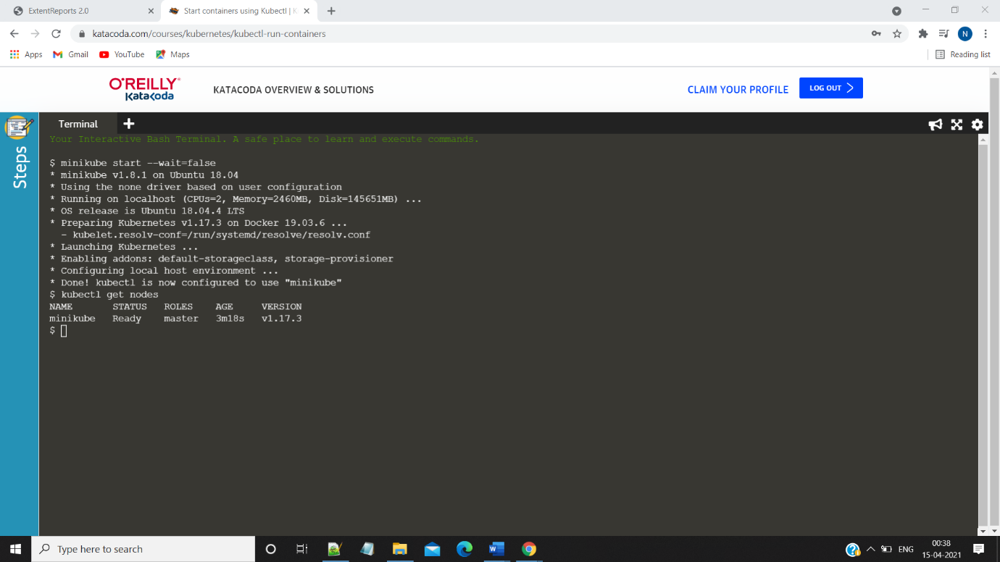 ExtentReports 2.0
Start containers using Kubectl | K
katacoda.com/courses/kubernetes/kubectl-run-containers
N
Apps
Gmail
YouTube
Maps
Reading list
O'REILLY
Katacoda
KATACODA OVERVIEW & SOLUTIONS
CLAIM YOUR PROFILE
LOG OUT
Steps
Terminal
Your Interactive Bash Terminal. A safe place to learn and execute commands.
$ minikube start --wait=false
* minikube v1.8.1 on Ubuntu 18.04
* Using the none driver based on user configuration
* Running on localhost (CPUs=2, Memory=2460MB, Disk=145651MB) ...
* OS release is Ubuntu 18.04.4 LTS
* Preparing Kubernetes v1.17.3 on Docker 19.03.6 ...
- kubelet.resolv-conf=/run/systemd/resolve/resolv.conf
* Launching Kubernetes ...
* Enabling addons: default-storageclass, storage-provisioner
* Configuring local host environment ...
* Done! kubectl is now configured to use "minikube"
$ kubectl get nodes
NAME STATUS ROLES AGE VERSION
minikube Ready master 3m18s v1.17.3
$
Type here to search
ENG
00:38
15-04-2021